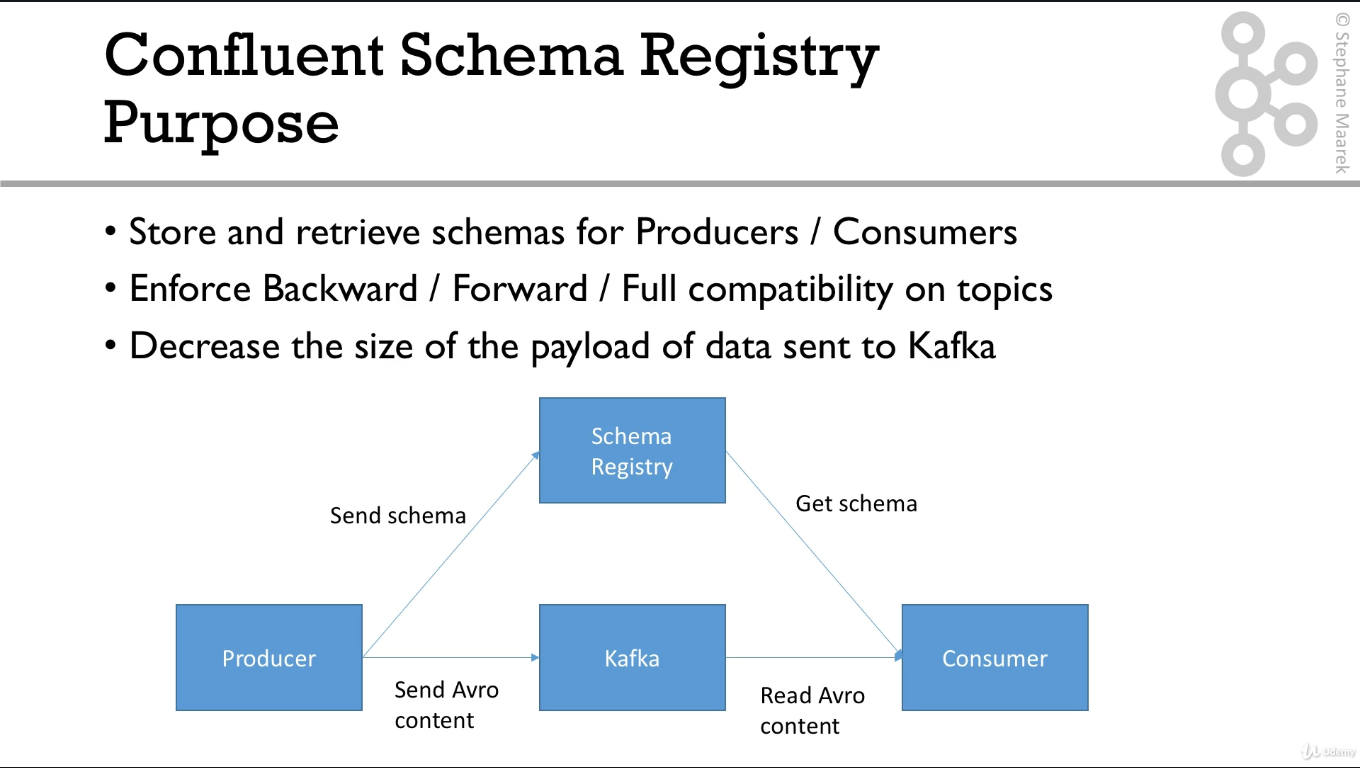 Confluent Schema Registry
Purpose
© Stephane Maarek
• Store and retrieve schemas for Producers / Consumers
• Enforce Backward / Forward / Full compatibility on topics
• Decrease the size of the payload of data sent to Kafka
Schema
Registry
Send schema
Get schema
Producer
Kafka
Consumer
Send Avro
content
Read Avro
content
Udemy